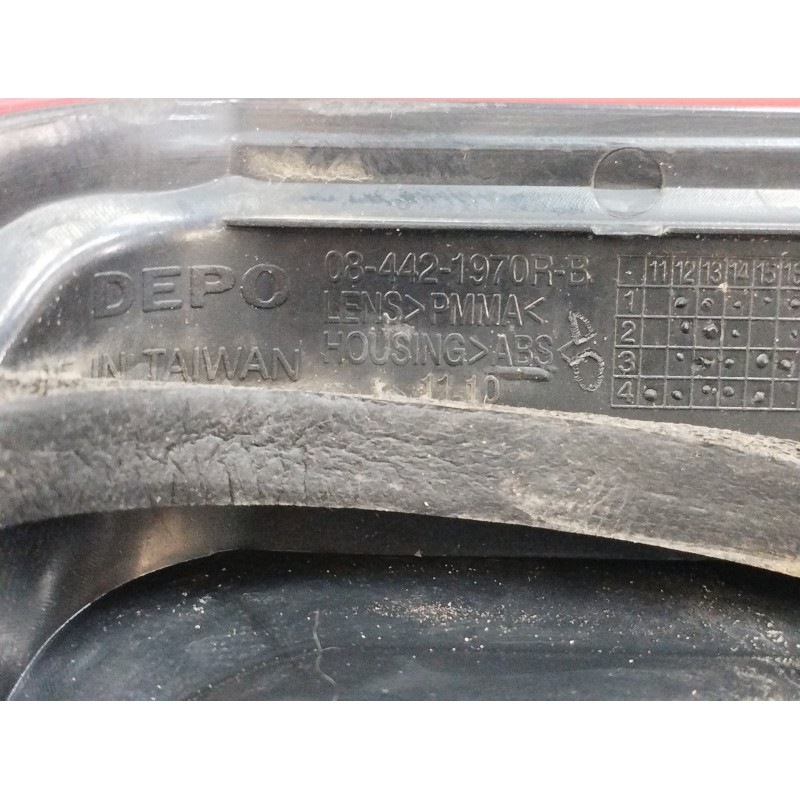 DEPO
IN TAIWAN
08-442-1970R-B
LENS>PMMA<
HOUSING>ABS
11-10
11 12 13 14 15 16
1
2
3
4